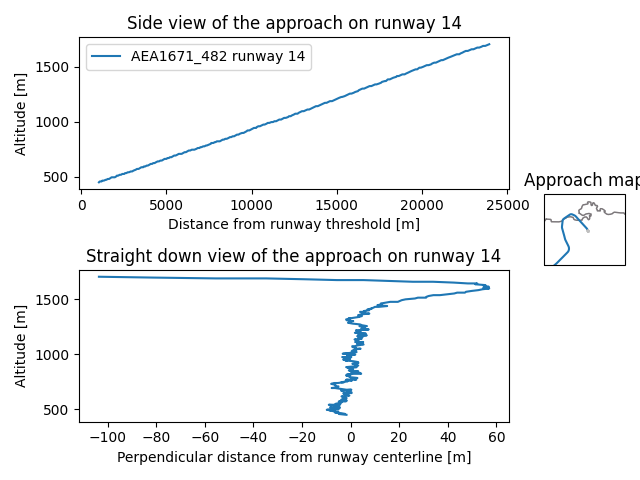 Side view of the approach on runway 14
AEA1671_482 runway 14
Altitude [m]
1500
1000
500
0 5000 10000 15000 20000 25000
Distance from runway threshold [m]
Approach map
Straight down view of the approach on runway 14
Altitude [m]
1500
1000
500
−100 −80 −60 −40 −20 0 20 40 60
Perpendicular distance from runway centerline [m]